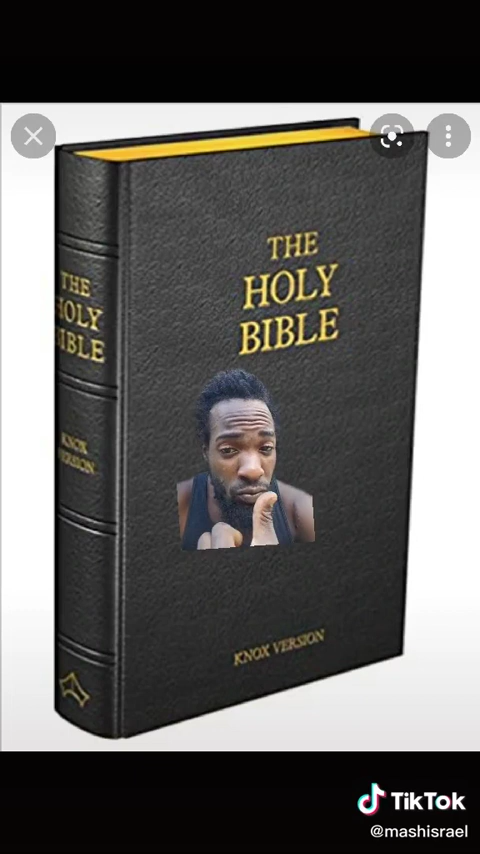 THE
HOLY
BIBLE
KNOX
VERSION
THE
HOLY
BIBLE
KNOX VERSION
TikTok
@mashisrael